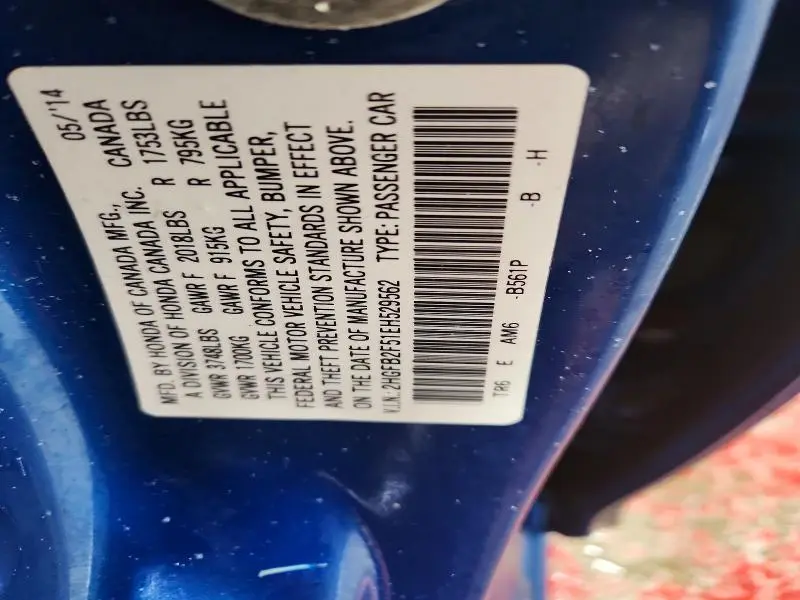 MFD. BY HONDA OF CANADA MFG., 05/'14
A DIVISION OF HONDA CANADA INC. CANADA
GVWR 3748LBS GAWR F 2018LBS R 1753LBS
GVWR 1700KG GAWR F 915KG R 795KG
THIS VEHICLE CONFORMS TO ALL APPLICABLE
FEDERAL MOTOR VEHICLE SAFETY, BUMPER,
AND THEFT PREVENTION STANDARDS IN EFFECT
ON THE DATE OF MANUFACTURE SHOWN ABOVE.
V.I.N.: 2HGFB2F51EH529562 TYPE: PASSENGER CAR
TR6 E AM6 -B561P -B -H